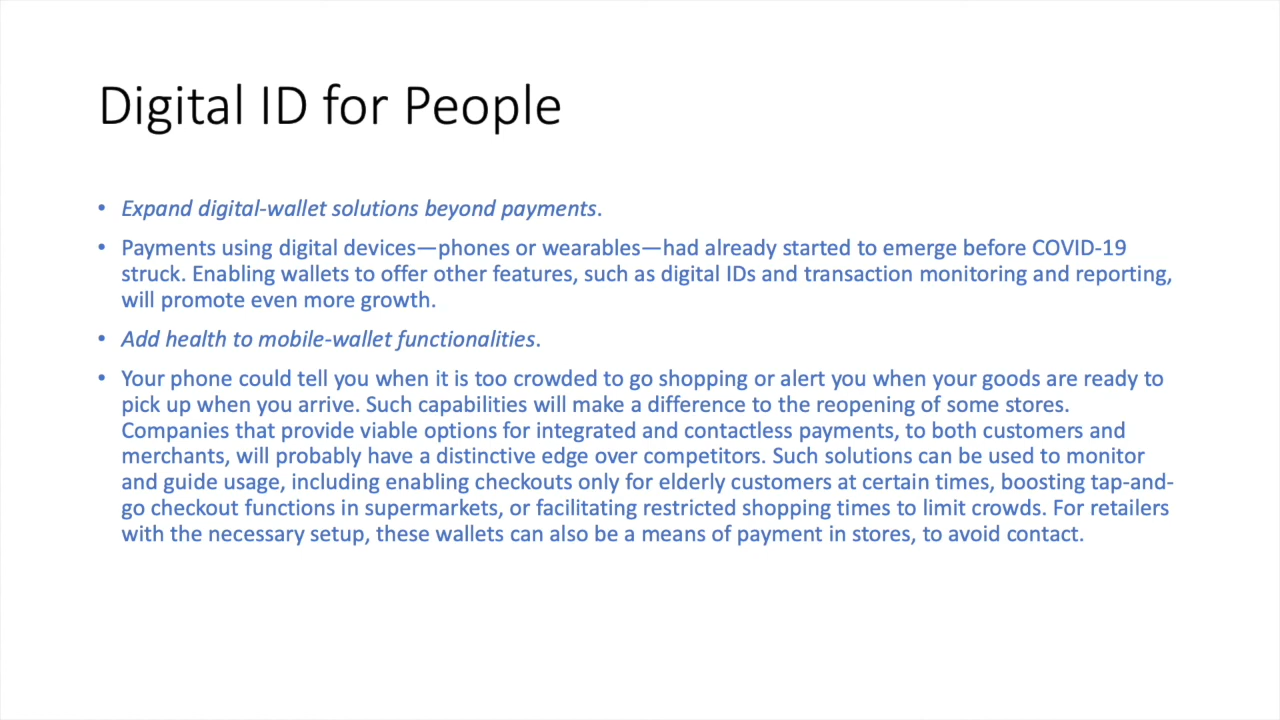 Digital ID for People
• Expand digital-wallet solutions beyond payments.
• Payments using digital devices—phones or wearables—had already started to emerge before COVID-19
struck. Enabling wallets to offer other features, such as digital IDs and transaction monitoring and reporting,
will promote even more growth.
• Add health to mobile-wallet functionalities.
• Your phone could tell you when it is too crowded to go shopping or alert you when your goods are ready to
pick up when you arrive. Such capabilities will make a difference to the reopening of some stores.
Companies that provide viable options for integrated and contactless payments, to both customers and
merchants, will probably have a distinctive edge over competitors. Such solutions can be used to monitor
and guide usage, including enabling checkouts only for elderly customers at certain times, boosting tap-and-
go checkout functions in supermarkets, or facilitating restricted shopping times to limit crowds. For retailers
with the necessary setup, these wallets can also be a means of payment in stores, to avoid contact.